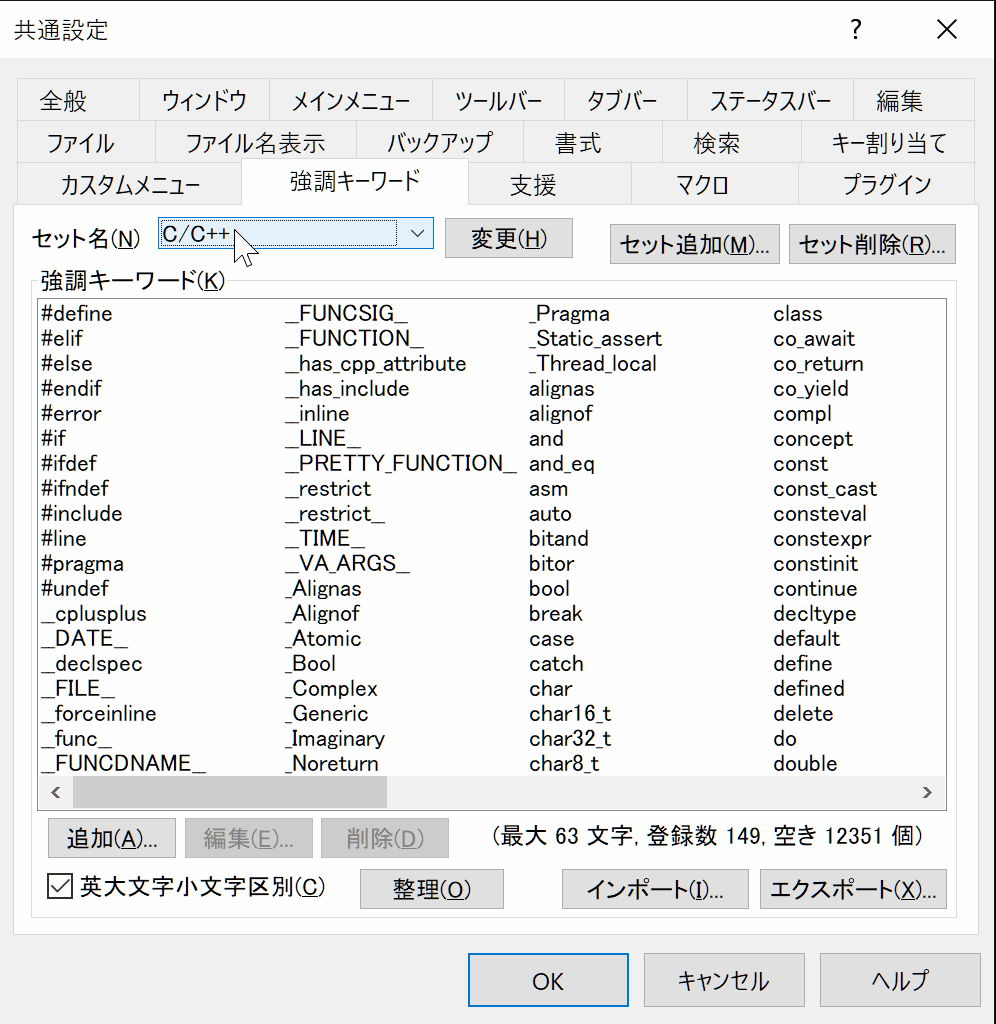 共通設定 ?
全般 ウィンドウ メインメニュー ツールバー タブバー ステータスバー 編集
ファイル ファイル名表示 バックアップ 書式 検索 キー割り当て
カスタムメニュー 強調キーワード 支援 マクロ プラグイン
セット名(N) C/C++ 変更(H) セット追加(M)... セット削除(R)...
強調キーワード(K)
#define __FUNCSIG__ _Pragma class
#elif __FUNCTION__ _Static_assert co_await
#else __has_cpp_attribute _Thread_local co_return
#endif __has_include alignas co_yield
#error __inline alignof compl
#if __LINE__ and concept
#ifdef __PRETTY_FUNCTION__ and_eq const
#ifndef __restrict asm const_cast
#include __restrict__ auto consteval
#line __TIME__ bitand constexpr
#pragma __VA_ARGS__ bitor constinit
#undef _Alignas bool continue
__cplusplus _Alignof break decltype
__DATE__ _Atomic case default
__declspec _Bool catch define
__FILE__ _Complex char defined
__forceinline _Generic char16_t delete
__func__ _Imaginary char32_t do
__FUNCDNAME__ _Noreturn char8_t double
追加(A)... 編集(E)... 削除(D) (最大 63 文字, 登録数 149, 空き 12351 個)
英大文字小文字区別(C) 整理(O) インポート(I)... エクスポート(X)...
OK キャンセル ヘルプ